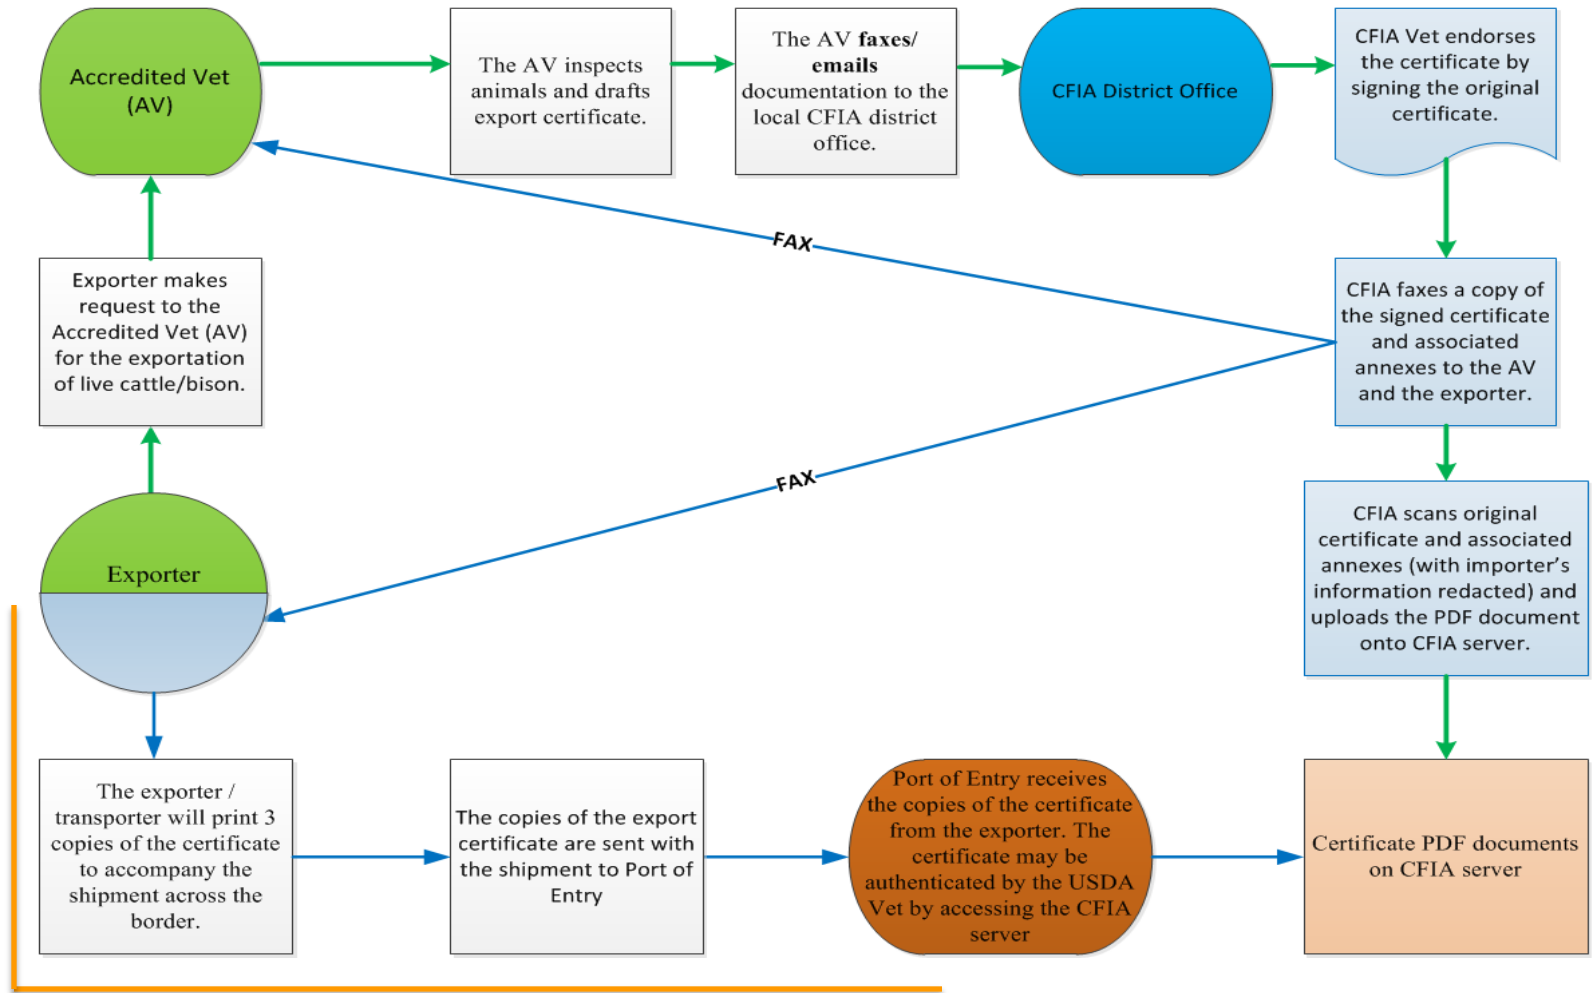 Accredited Vet
(AV)
The AV inspects
animals and drafts
export certificate.
The AV faxes/
emails
documentation to the
local CFIA district
office.
CFIA District Office
CFIA Vet endorses
the certificate by
signing the original
certificate.
FAX
Exporter makes
request to the
Accredited Vet (AV)
for the exportation
of live cattle/bison.
CFIA faxes a copy of
the signed certificate
and associated
annexes to the AV
and the exporter.
FAX
Exporter
CFIA scans original
certificate and associated
annexes (with importer’s
information redacted) and
uploads the PDF document
onto CFIA server.
The exporter /
transporter will print 3
copies of the certificate
to accompany the
shipment across the
border.
The copies of the export
certificate are sent with
the shipment to Port of
Entry
Port of Entry receives
the copies of the certificate
from the exporter. The
certificate may be
authenticated by the USDA
Vet by accessing the CFIA
server
Certificate PDF documents
on CFIA server